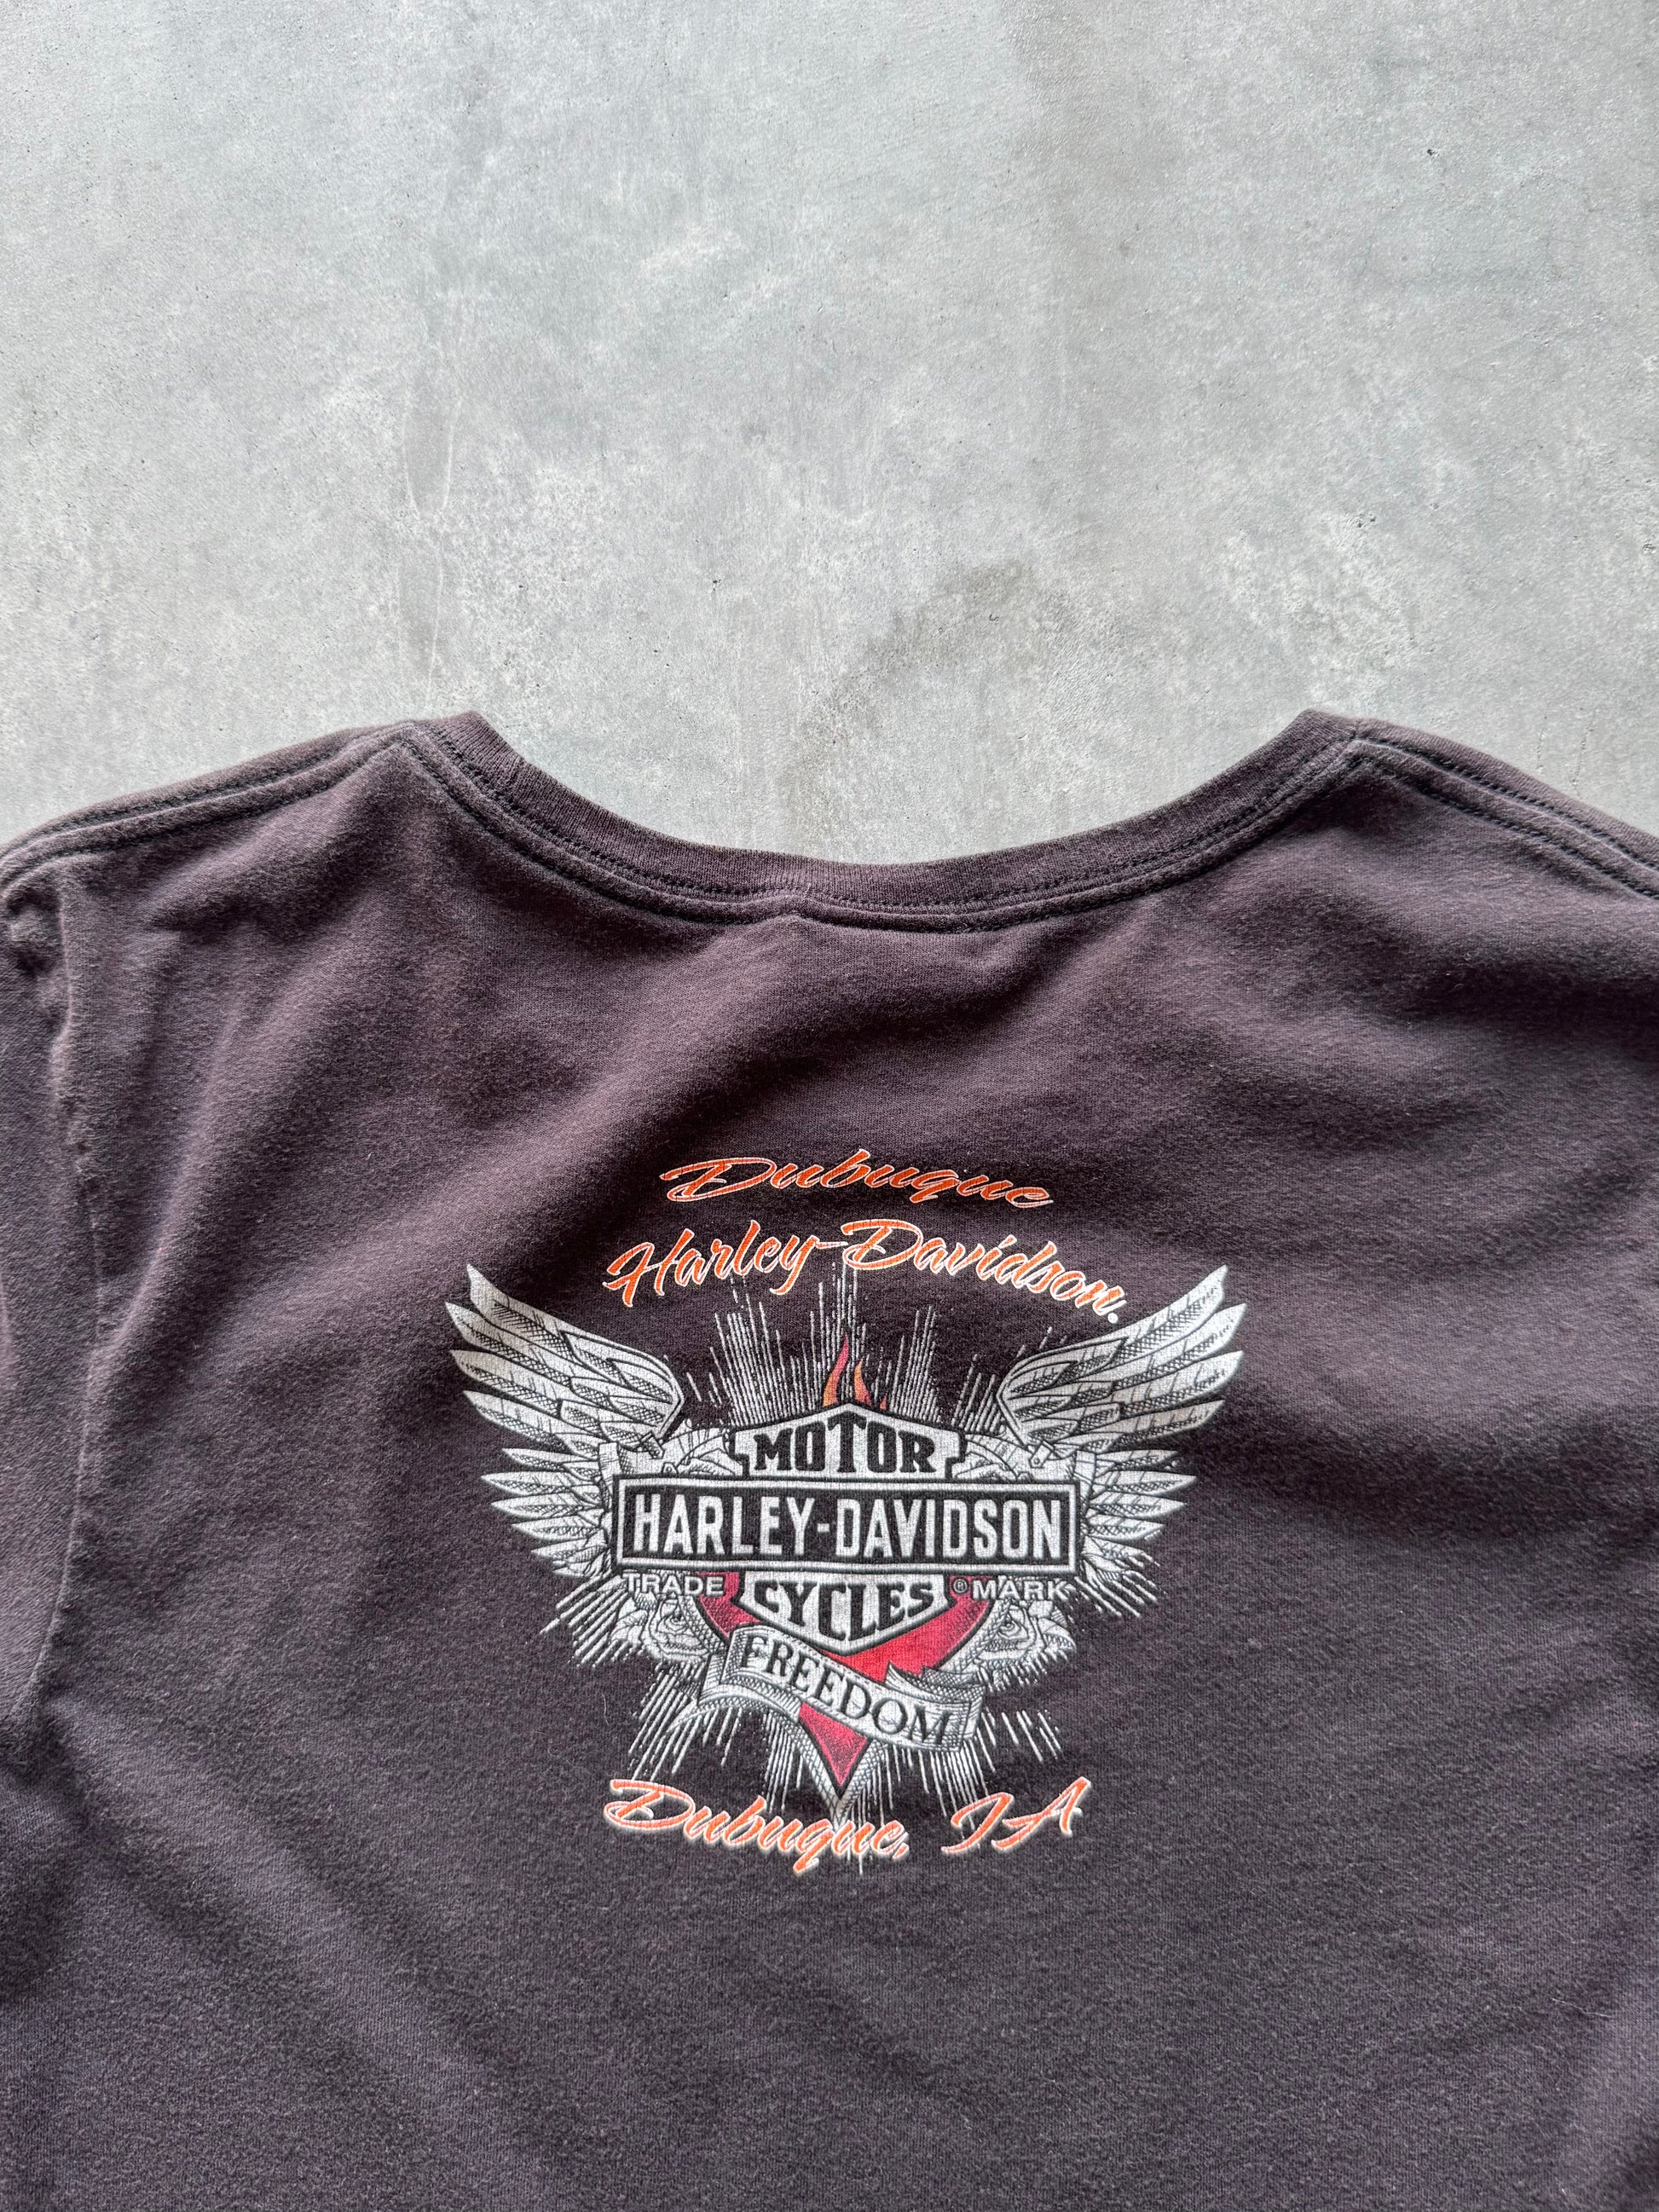 Dubuque
Harley-Davidson®
MOTOR
HARLEY-DAVIDSON
TRADE CYCLES ®MARK
FREEDOM
Dubuque, IA